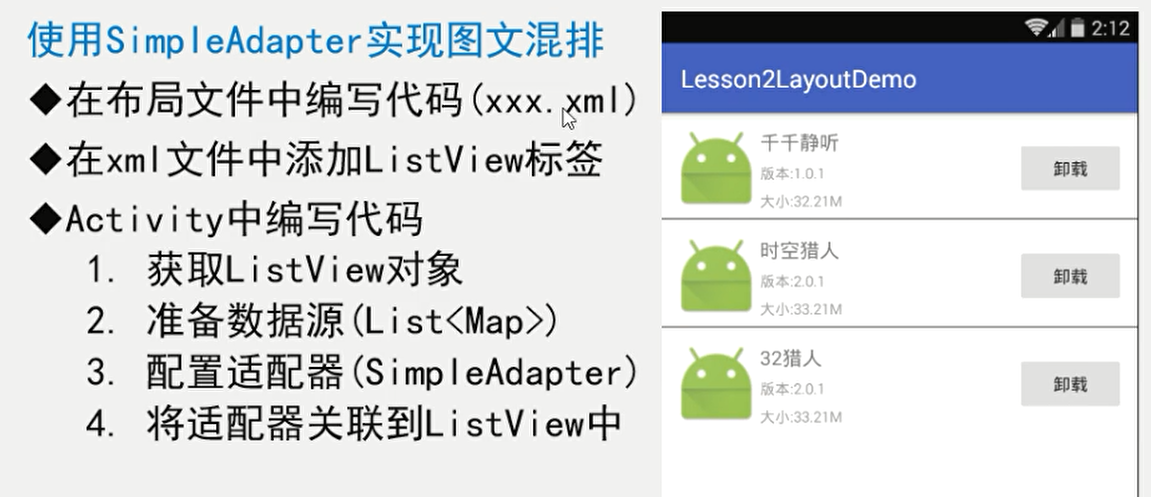 使用SimpleAdapter实现图文混排
◆在布局文件中编写代码(xxx.xml)
◆在xml文件中添加ListView标签
◆Activity中编写代码
1. 获取ListView对象
2. 准备数据源(List<Map>)
3. 配置适配器(SimpleAdapter)
4. 将适配器关联到ListView中
2:12
Lesson2LayoutDemo
千千静听
版本:1.0.1
大小:32.21M
卸载
时空猎人
版本:2.0.1
大小:33.21M
卸载
32猎人
版本:2.0.1
大小:33.21M
卸载